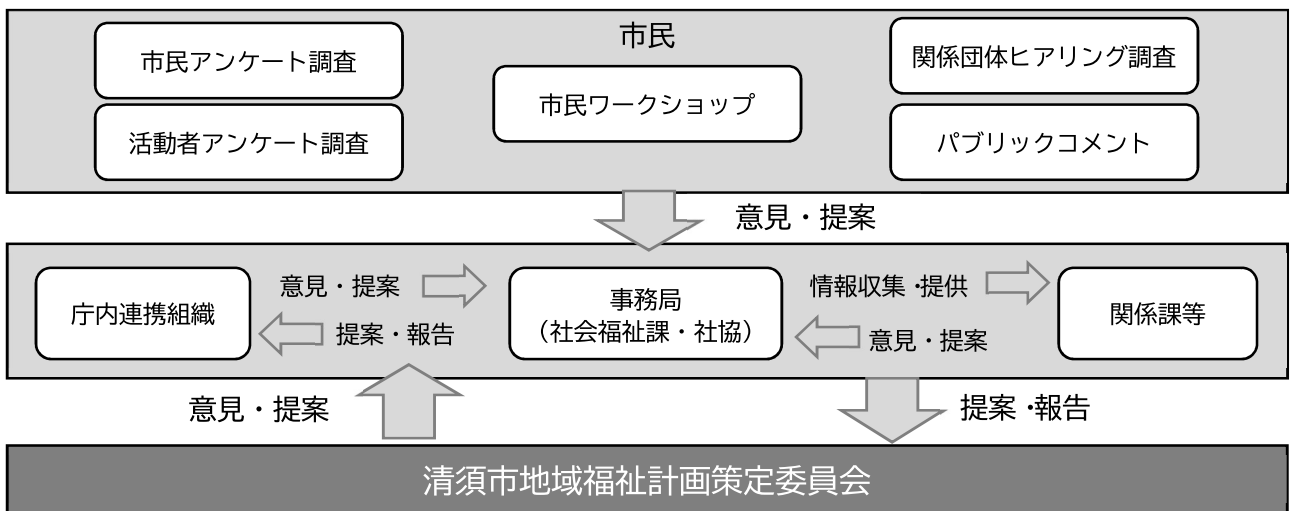 市民
市民アンケート調査
活動者アンケート調査
市民ワークショップ
関係団体ヒアリング調査
パブリックコメント
意見・提案
庁内連携組織
意見・提案
提案・報告
事務局
（社会福祉課・社協）
情報収集・提供
意見・提案
関係課等
意見・提案
提案・報告
清須市地域福祉計画策定委員会